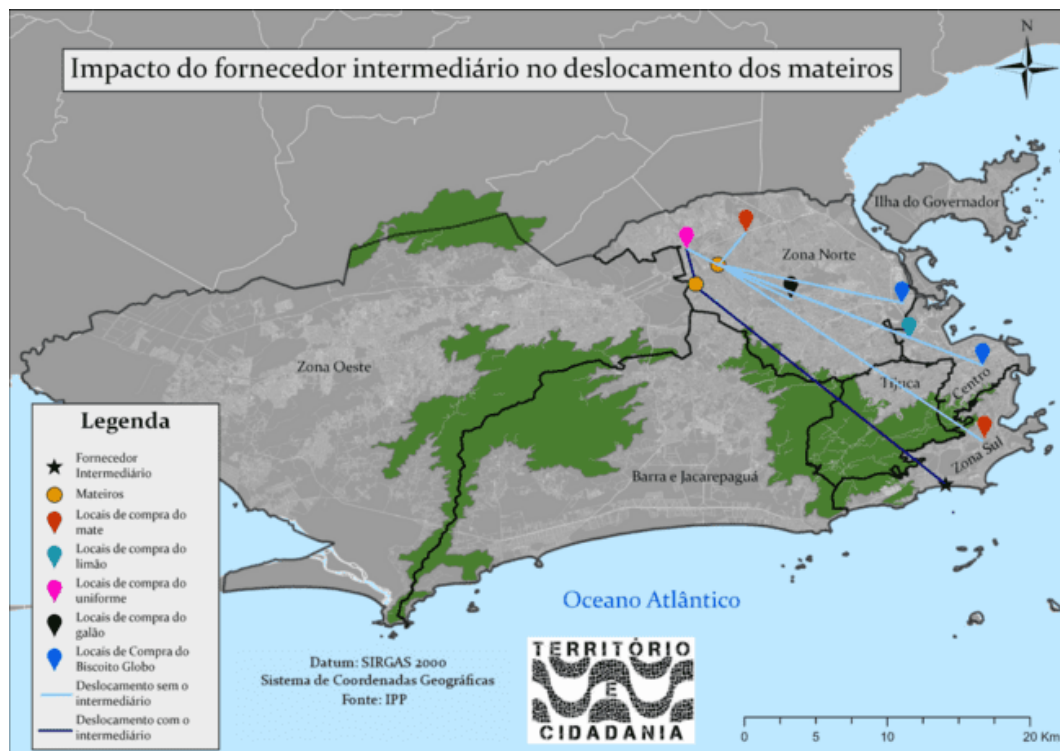 Impacto do fornecedor intermediário no deslocamento dos mateiros
N
Ilha do Governador
Zona Norte
Zona Oeste
Tijuca
Centro
Zona Sul
Barra e Jacarepaguá
Oceano Atlântico
Legenda
Fornecedor
Intermediário
Mateiros
Locais de compra do
mate
Locais de compra do
limão
Locais de compra do
uniforme
Locais de compra do
galão
Locais de Compra do
Biscoito Globo
Deslocamento sem o
intermediário
Deslocamento com o
intermediário
Datum: SIRGAS 2000
Sistema de Coordenadas Geográficas
Fonte: IPP
TERRITÓRIO
E
CIDADANIA
0 5 10 20 Km